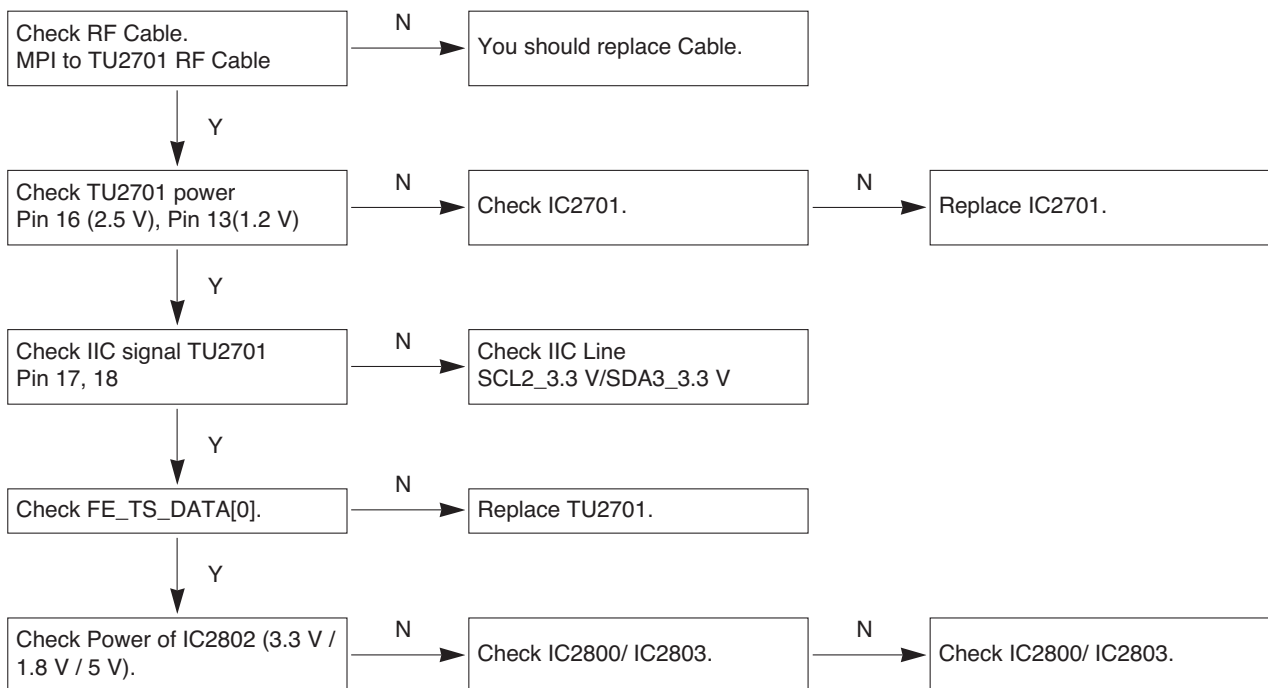 Check RF Cable.
MPI to TU2701 RF Cable
N
You should replace Cable.
Y
Check TU2701 power
Pin 16 (2.5 V), Pin 13(1.2 V)
N
Check IC2701.
N
Replace IC2701.
Y
Check IIC signal TU2701
Pin 17, 18
N
Check IIC Line
SCL2_3.3 V/SDA3_3.3 V
Y
Check FE_TS_DATA[0].
N
Replace TU2701.
Y
Check Power of IC2802 (3.3 V /
1.8 V / 5 V).
N
Check IC2800/ IC2803.
N
Check IC2800/ IC2803.